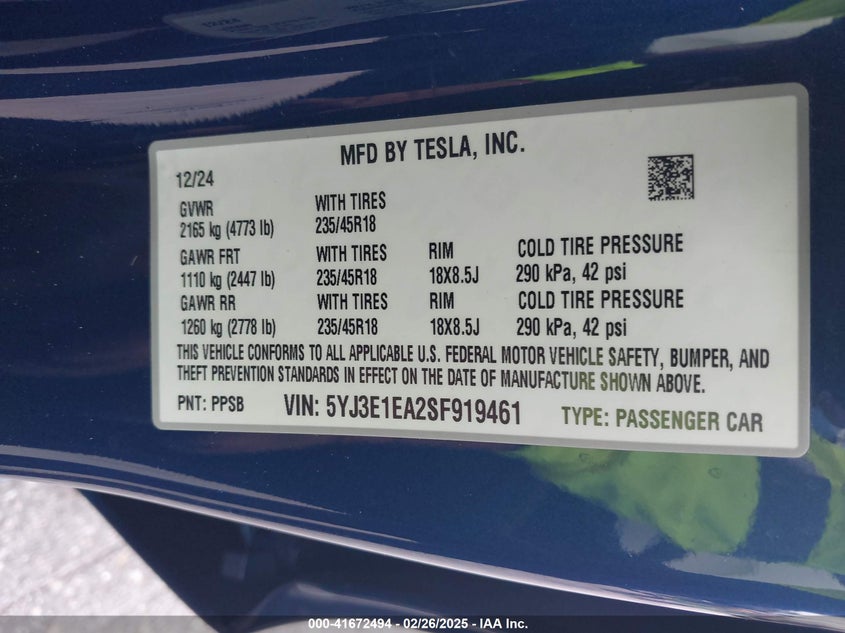 MFD BY TESLA, INC.
12/24
GVWR WITH TIRES
2165 kg (4773 lb) 235/45R18
GAWR FRT WITH TIRES RIM COLD TIRE PRESSURE
1110 kg (2447 lb) 235/45R18 18X8.5J 290 kPa, 42 psi
GAWR RR WITH TIRES RIM COLD TIRE PRESSURE
1260 kg (2778 lb) 235/45R18 18X8.5J 290 kPa, 42 psi
THIS VEHICLE CONFORMS TO ALL APPLICABLE U.S. FEDERAL MOTOR VEHICLE SAFETY, BUMPER, AND
THEFT PREVENTION STANDARDS IN EFFECT ON THE DATE OF MANUFACTURE SHOWN ABOVE.
PNT: PPSB VIN: 5YJ3E1EA2SF919461 TYPE: PASSENGER CAR
000-41672494 - 02/26/2025 - IAA Inc.